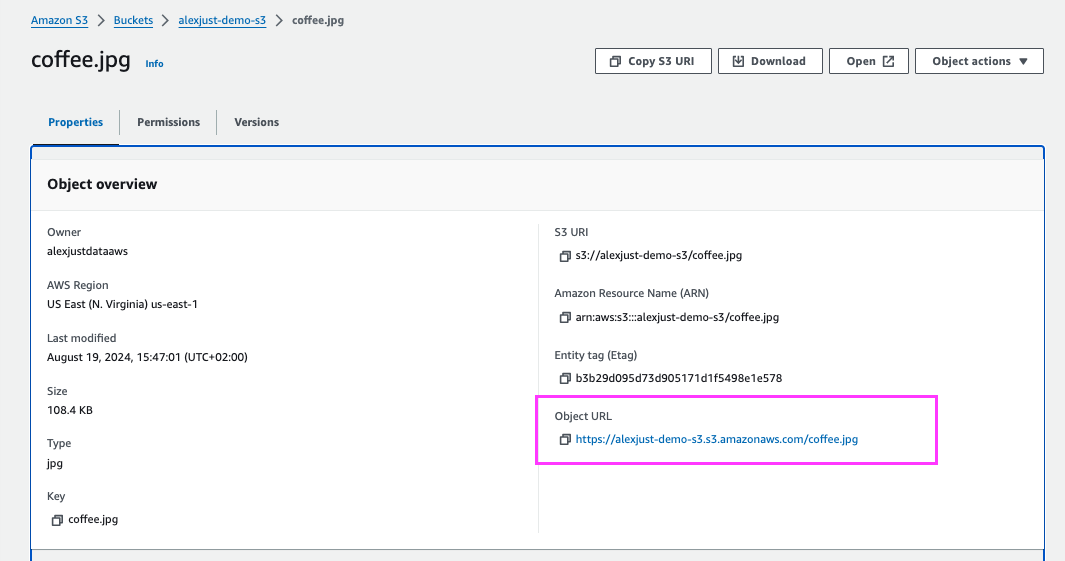 Amazon S3 > Buckets > alexjust-demo-s3 > coffee.jpg
coffee.jpg Info
Copy S3 URI Download Open Object actions ▼
Properties Permissions Versions
Object overview
Owner
alexjustdataaws
AWS Region
US East (N. Virginia) us-east-1
Last modified
August 19, 2024, 15:47:01 (UTC+02:00)
Size
108.4 KB
Type
jpg
Key
coffee.jpg
S3 URI
s3://alexjust-demo-s3/coffee.jpg
Amazon Resource Name (ARN)
arn:aws:s3:::alexjust-demo-s3/coffee.jpg
Entity tag (Etag)
b3b29d095d73d905171d1f5498e1e578
Object URL
https://alexjust-demo-s3.s3.amazonaws.com/coffee.jpg